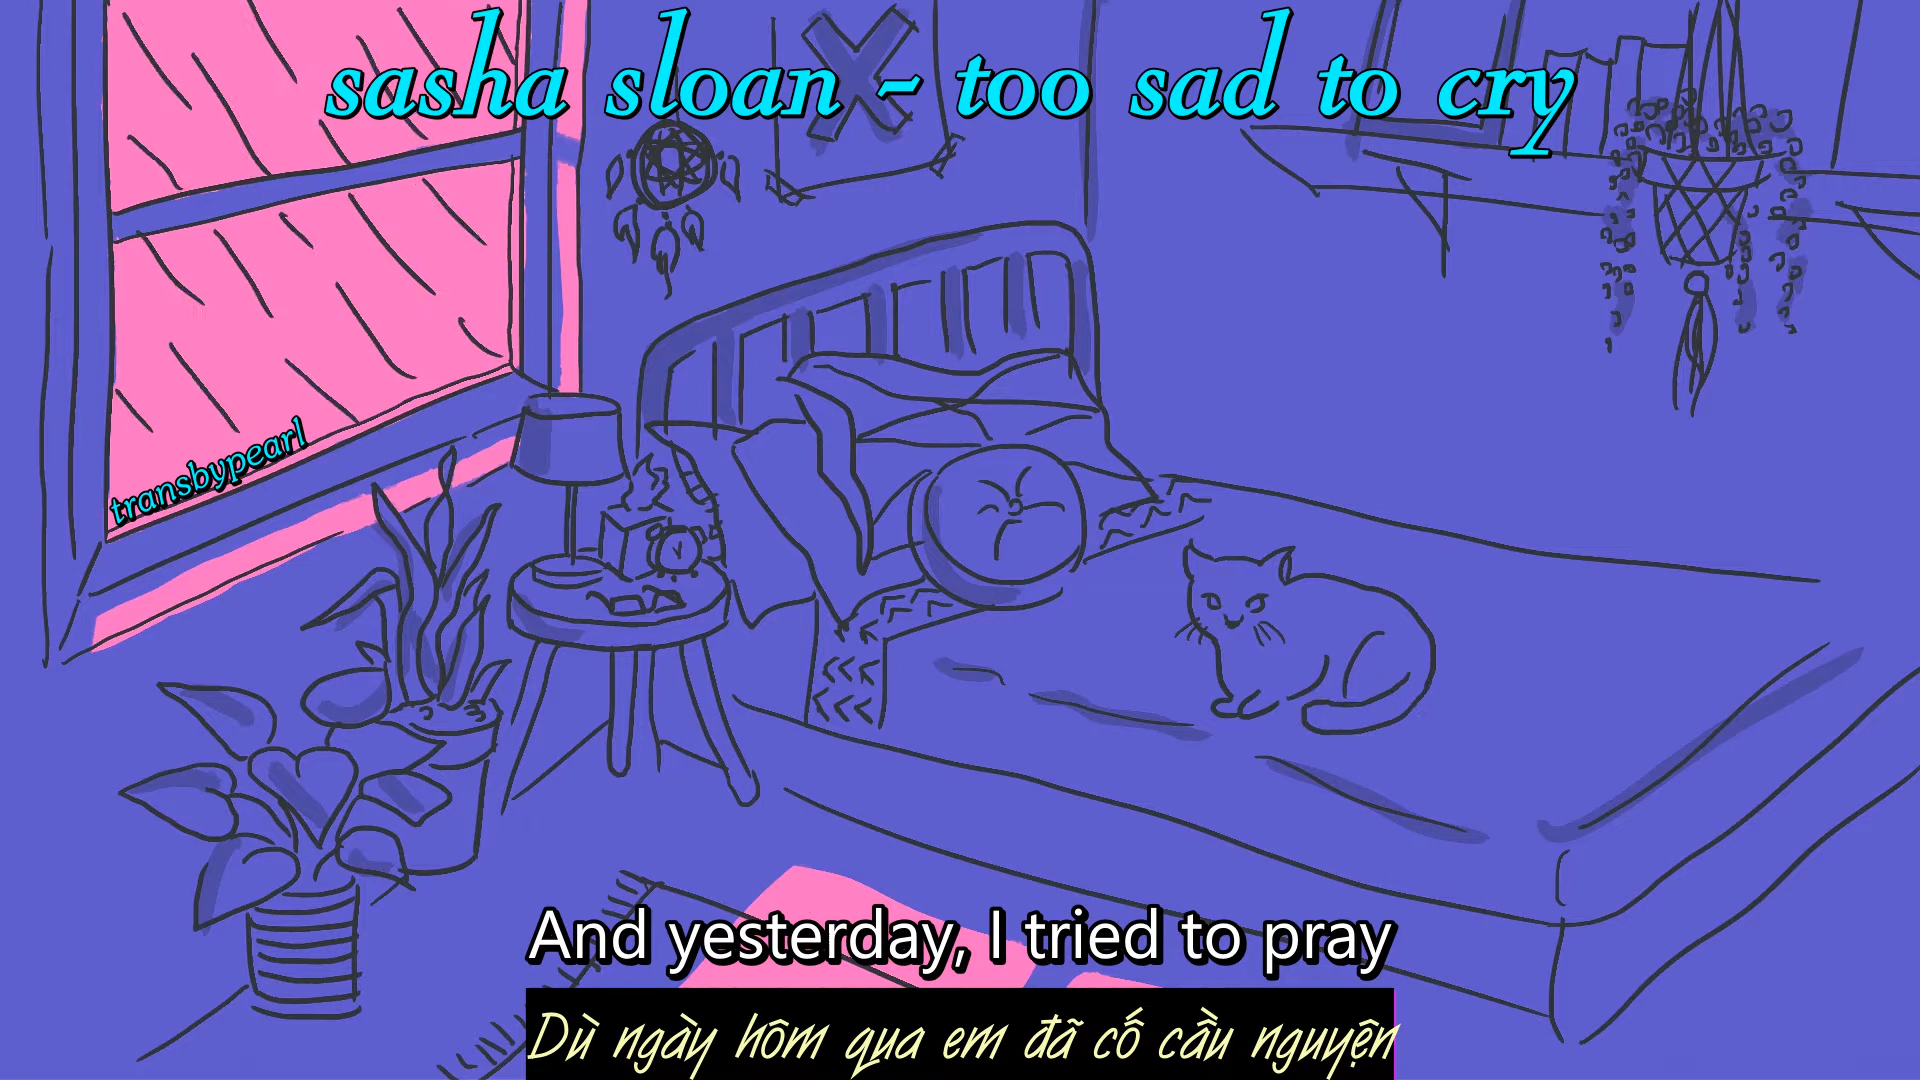 sasha sloan - too sad to cry
transbypearl
And yesterday, I tried to pray
Dù ngày hôm qua em đã cố cầu nguyện